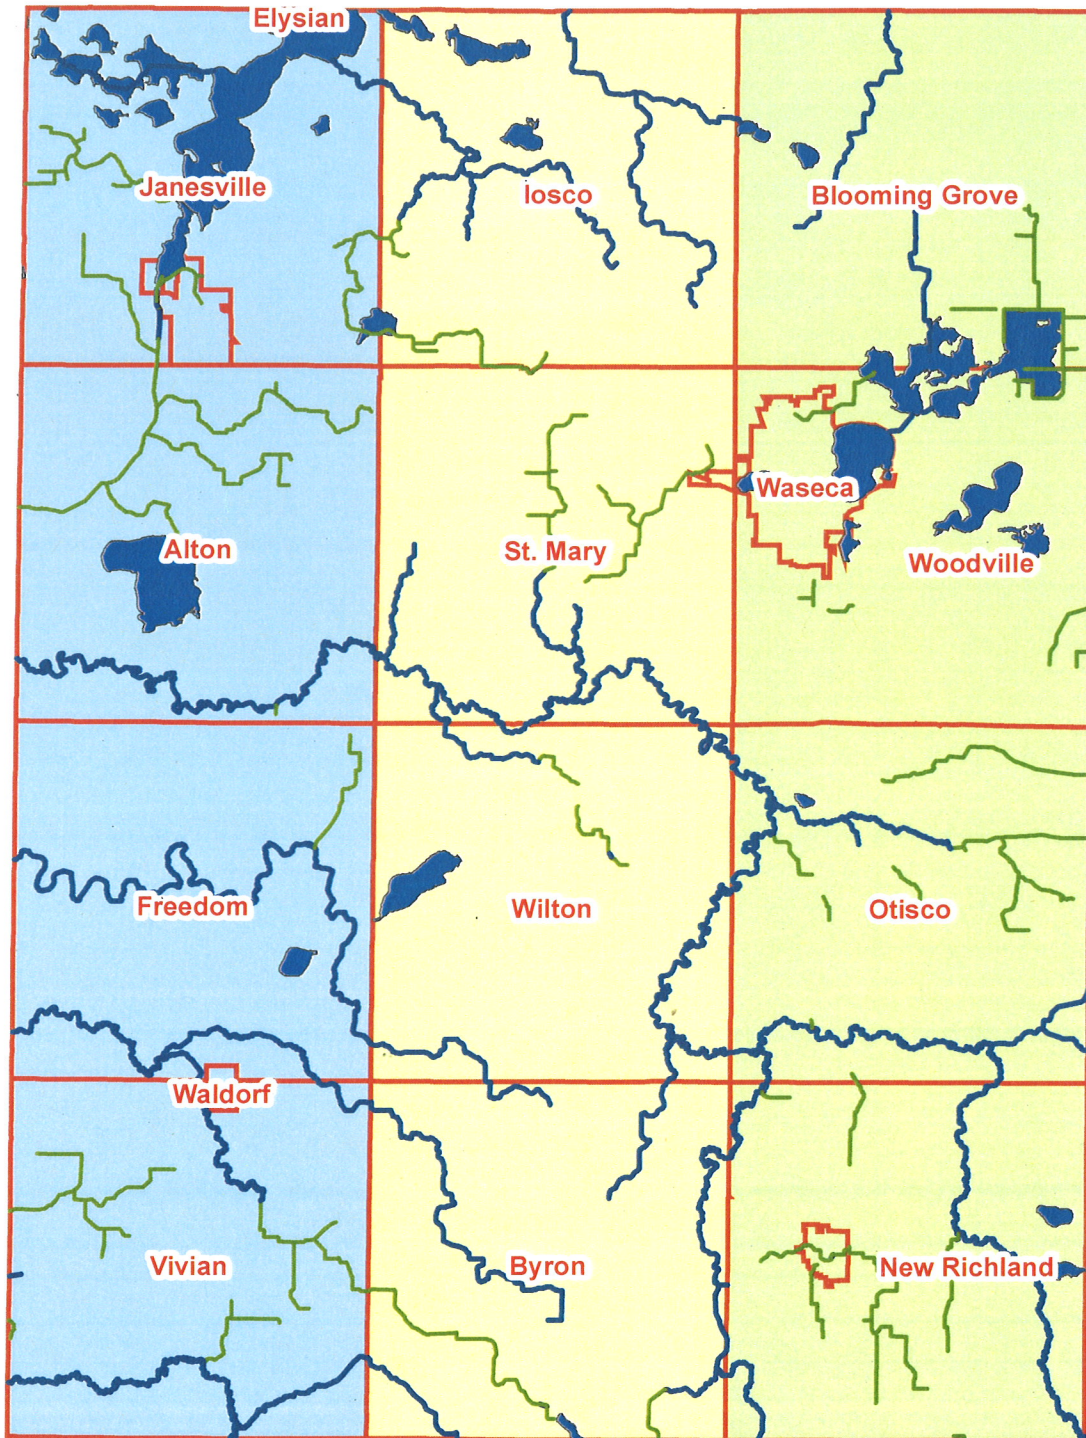 Elysian
Janesville
Iosco
Blooming Grove
Alton
St. Mary
Waseca
Woodville
Freedom
Wilton
Otisco
Waldorf
Vivian
Byron
New Richland